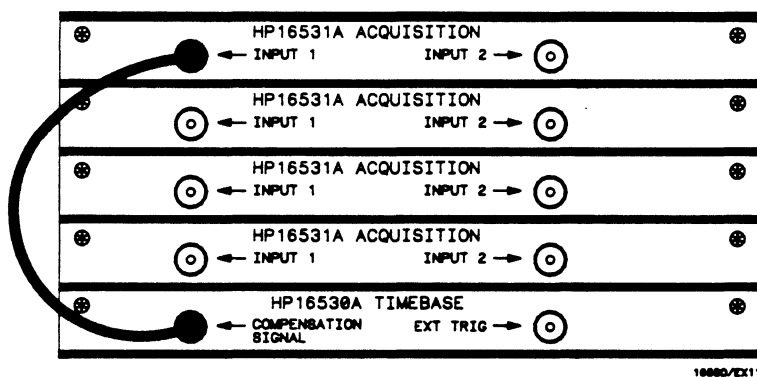 HP16531A ACQUISITION
INPUT 1 INPUT 2
HP16531A ACQUISITION
INPUT 1 INPUT 2
HP16531A ACQUISITION
INPUT 1 INPUT 2
HP16531A ACQUISITION
INPUT 1 INPUT 2
HP16530A TIMEBASE
COMPENSATION EXT TRIG
SIGNAL